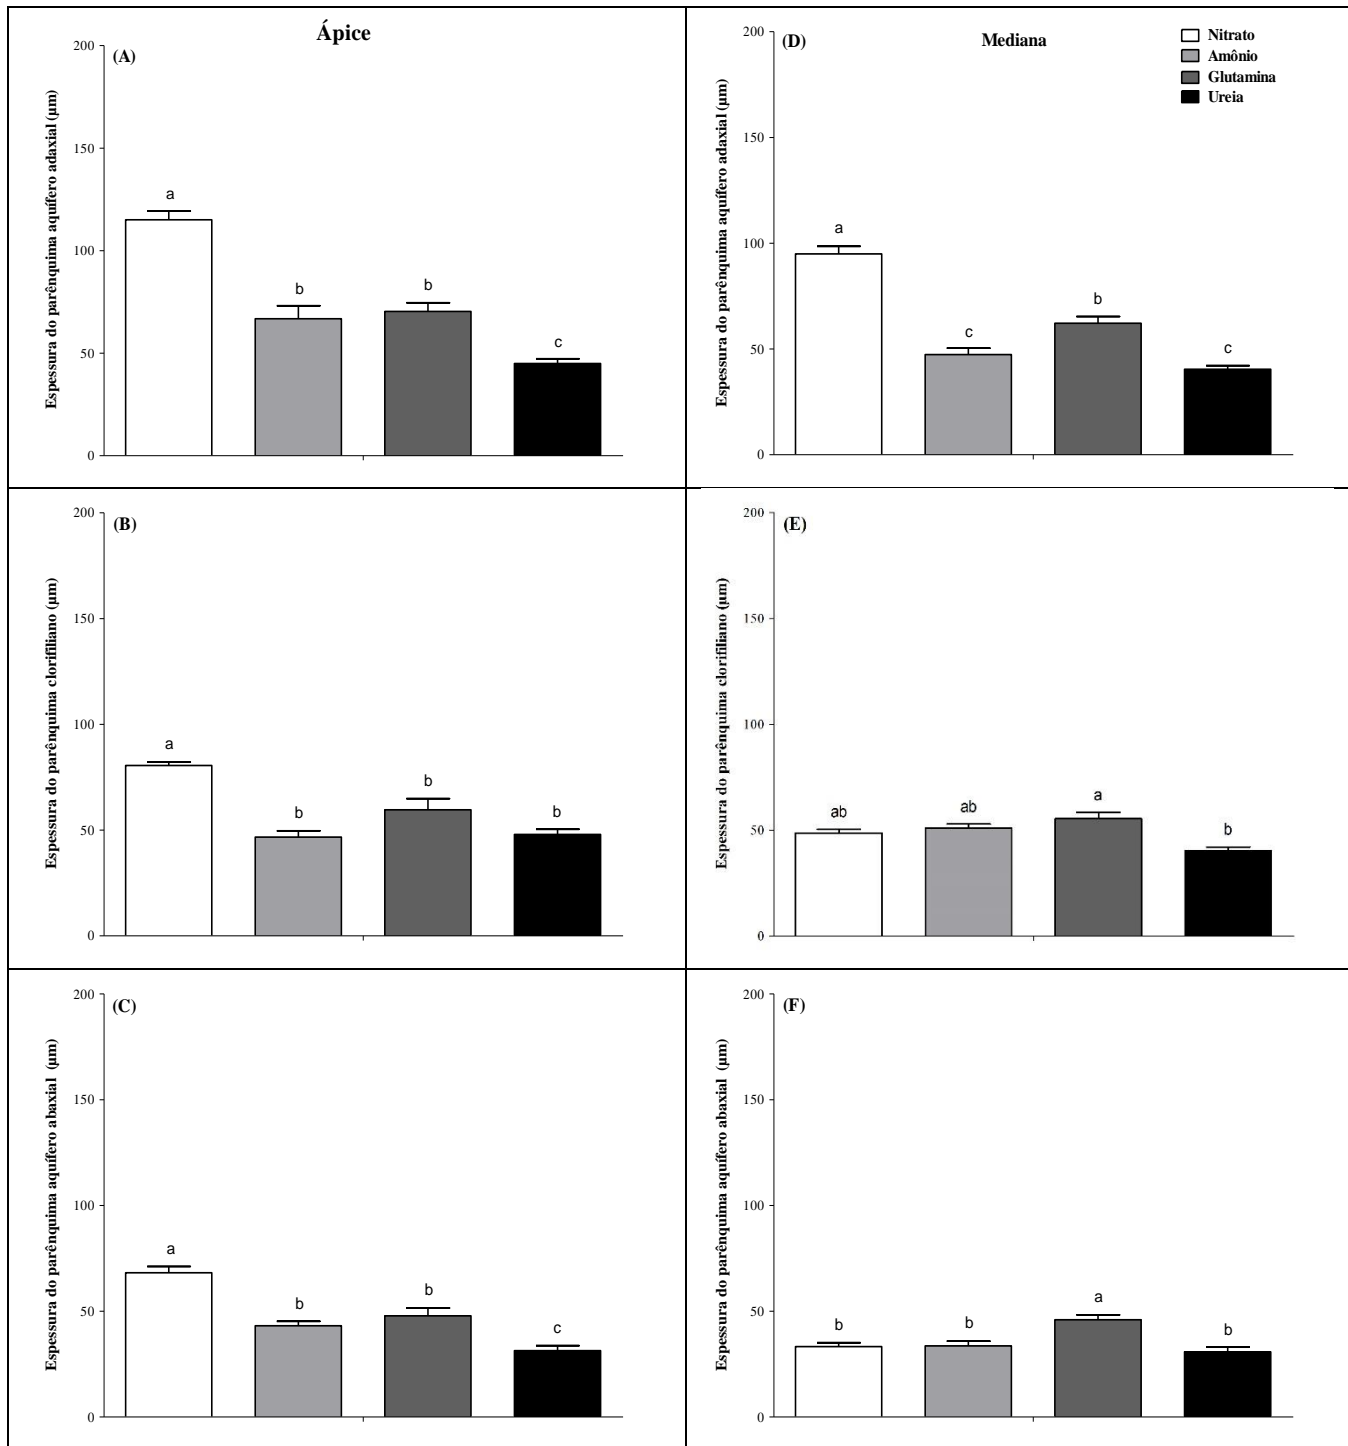 Ápice
(A)
Espessura do parênquima aquífero adaxial (µm)
200
150
100
50
0
a
b
b
c
Mediana
(D)
Nitrato
Amônio
Glutamina
Ureia
Espessura do parênquima aquífero adaxial (µm)
200
150
100
50
0
a
c
b
c
(B)
Espessura do parênquima clorifiliano (µm)
200
150
100
50
0
a
b
b
b
(E)
Espessura do parênquima clorifiliano (µm)
200
150
100
50
0
ab
ab
a
b
(C)
Espessura do parênquima aquífero abaxial (µm)
200
150
100
50
0
a
b
b
c
(F)
Espessura do parênquima aquífero abaxial (µm)
200
150
100
50
0
b
b
a
b